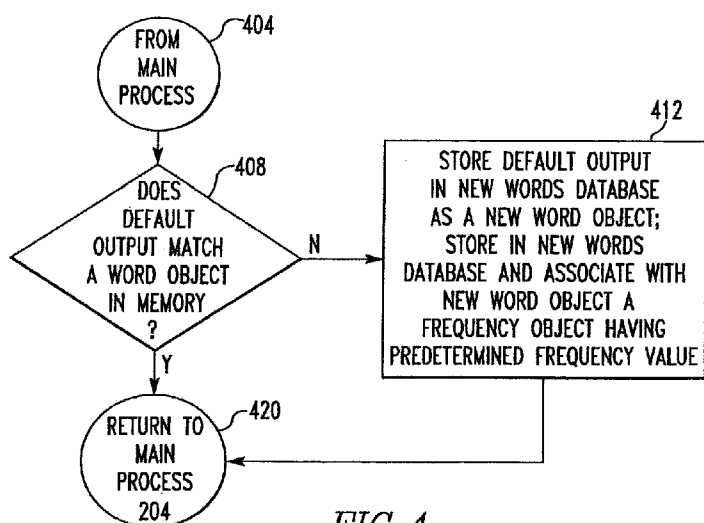 FROM
MAIN
PROCESS
404
DOES
DEFAULT
OUTPUT MATCH
A WORD OBJECT
IN MEMORY
?
408
N
Y
412
STORE DEFAULT OUTPUT
IN NEW WORDS DATABASE
AS A NEW WORD OBJECT;
STORE IN NEW WORDS
DATABASE AND ASSOCIATE WITH
NEW WORD OBJECT A
FREQUENCY OBJECT HAVING
PREDETERMINED FREQUENCY VALUE
RETURN TO
MAIN
PROCESS
204
420